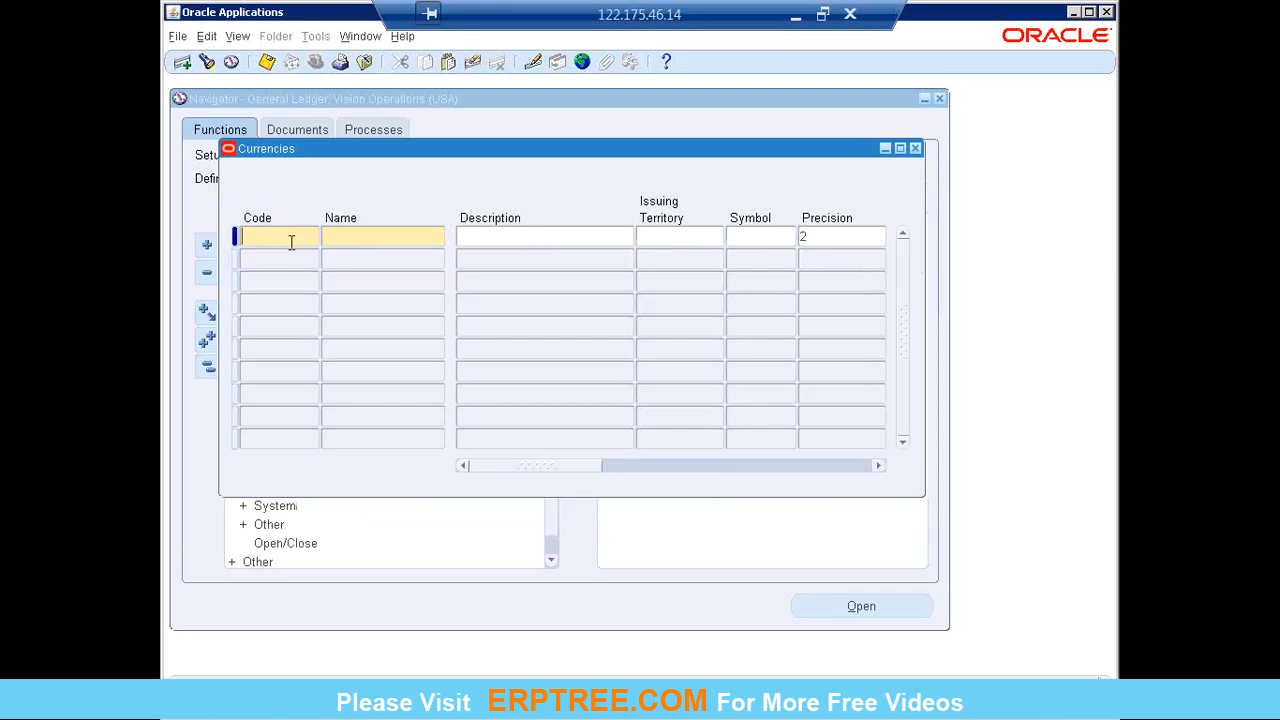 Oracle Applications
122.175.46.14
File Edit View Folder Tools Window Help
ORACLE
Navigator - General Ledger, Vision Operations (USA)
Functions Documents Processes
Currencies
Issuing
Code Name Description Territory Symbol Precision
2
+ Other
Open/Close
+ Other
Open
Please Visit ERPTREE.COM For More Free Videos